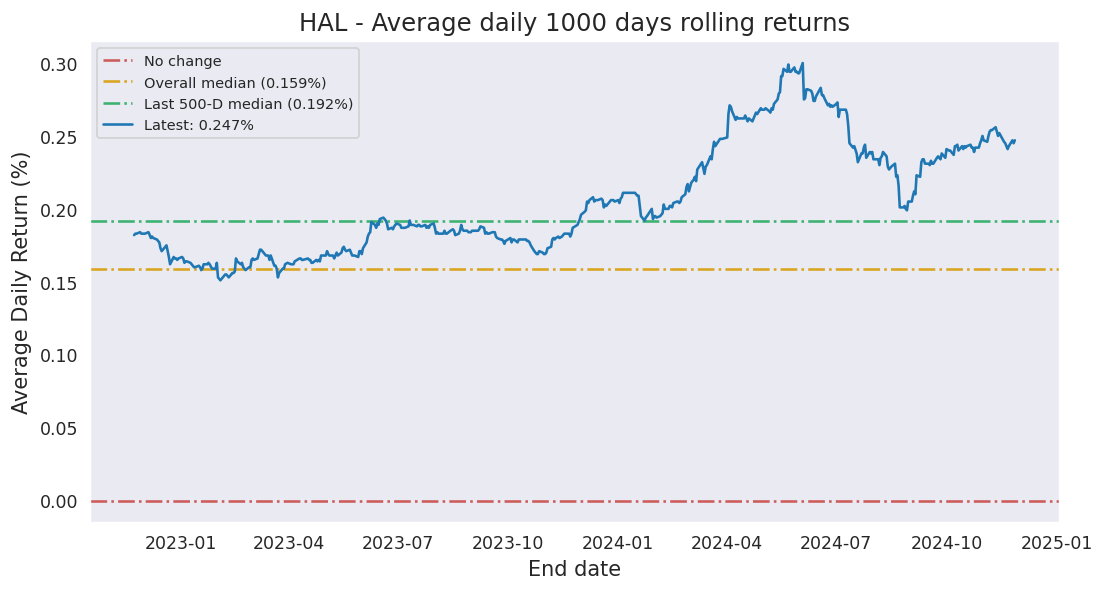 HAL - Average daily 1000 days rolling returns
No change
Overall median (0.159%)
Last 500-D median (0.192%)
Latest: 0.247%
Average Daily Return (%)
0.30
0.25
0.20
0.15
0.10
0.05
0.00
2023-01 2023-04 2023-07 2023-10 2024-01 2024-04 2024-07 2024-10 2025-01
End date